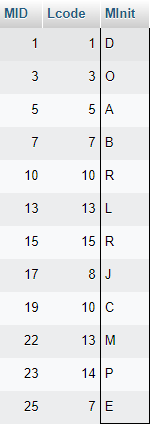 MID Lcode MInit
1 1 D
3 3 O
5 5 A
7 7 B
10 10 R
13 13 L
15 15 R
17 8 J
19 10 C
22 13 M
23 14 P
25 7 E